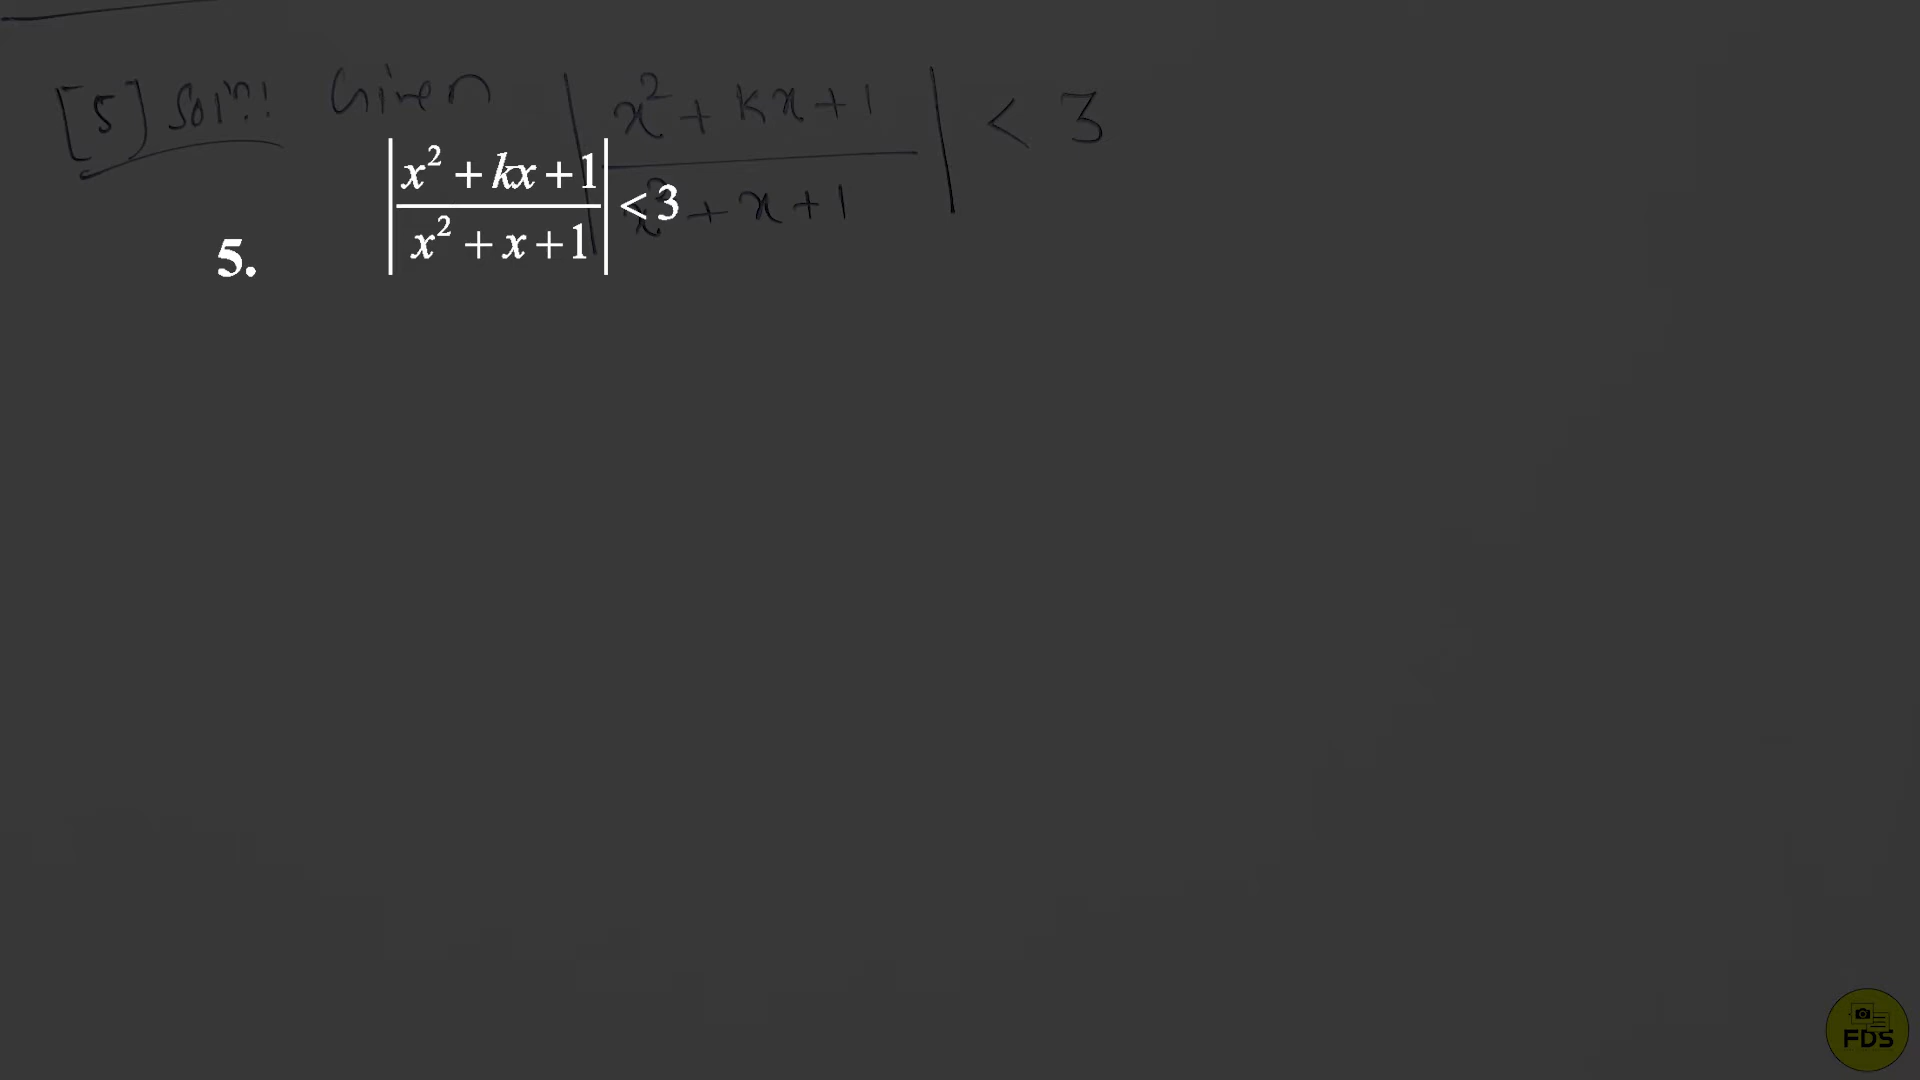 [5] Solⁿ: Given |x² + kx + 1 / x² + x + 1| < 3
5. |x² + kx + 1 / x² + x + 1| < 3
FDS